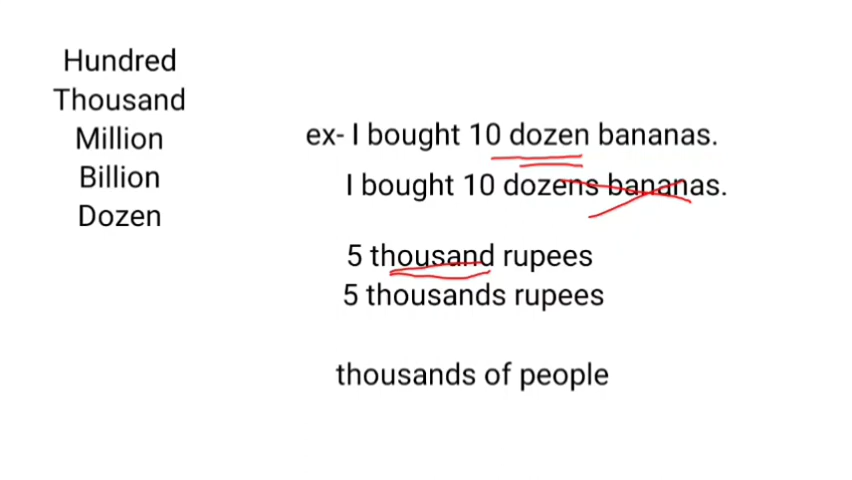 Hundred
Thousand
Million
Billion
Dozen
ex- I bought 10 dozen bananas.
I bought 10 dozens bananas.
5 thousand rupees
5 thousands rupees
thousands of people